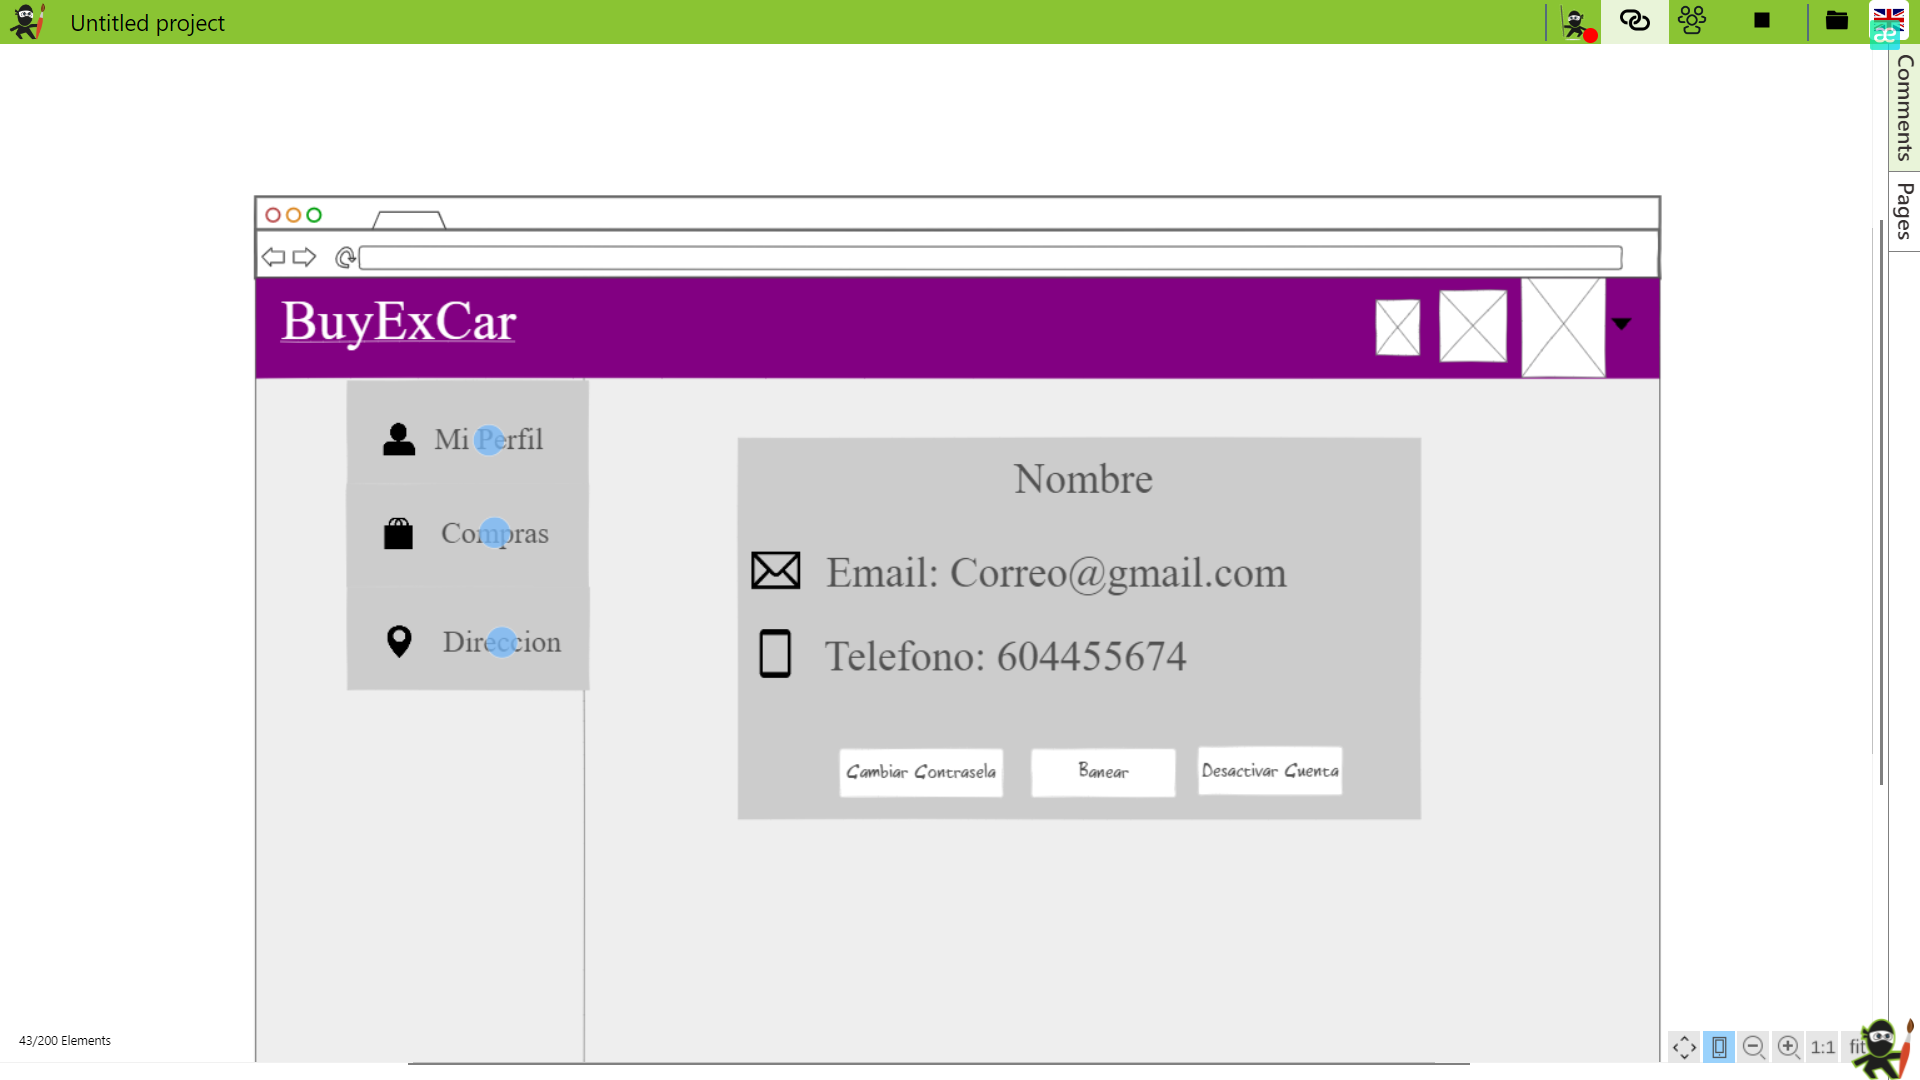 Untitled project
æ
Comments
Pages
BuyExCar
Mi Perfil
Compras
Direccion
Nombre
Email: Correo@gmail.com
Telefono: 604455674
Cambiar Contrasela
Banear
Desactivar Cuenta
43/200 Elements
1:1
fit